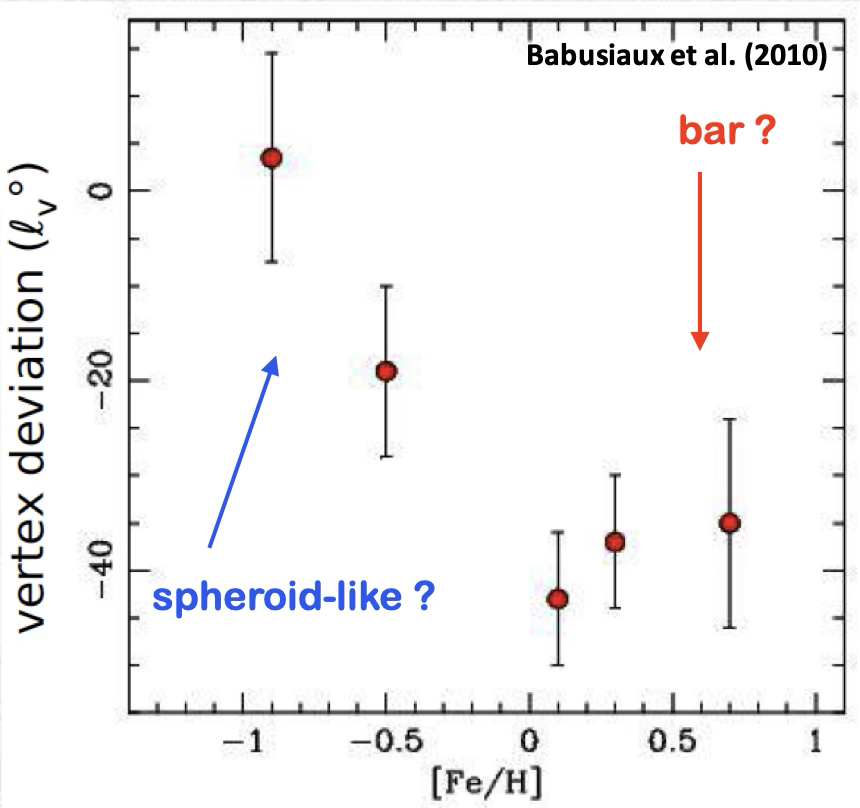 Babusiaux et al. (2010)
bar ?
vertex deviation (ℓv°)
0
−20
−40
spheroid-like ?
−1
−0.5
0
0.5
1
[Fe/H]